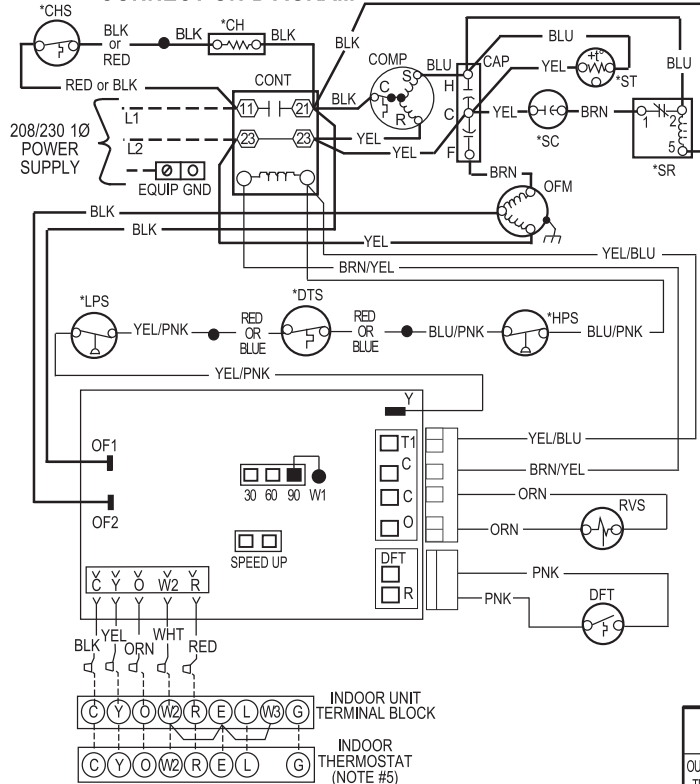 *CHS
BLK
or
RED
*CH
BLK
BLK
COMP
BLU
CAP
BLU
BLU
+t°
YEL
*ST
RED or BLK
CONT
S
C
R
H
C
F
BLK
11
21
L1
23
23
L2
YEL
YEL
YEL
*SC
BRN
1
2
5
*SR
208/230 1Ø
POWER
SUPPLY
EQUIP GND
BRN
OFM
BLK
BLK
YEL
YEL/BLU
BRN/YEL
*LPS
YEL/PNK
RED
OR
BLUE
*DTS
RED
OR
BLUE
BLU/PNK
*HPS
BLU/PNK
YEL/PNK
Y
OF1
T1
YEL/BLU
C
BRN/YEL
30 60 90 W1
C
ORN
OF2
O
ORN
RVS
SPEED UP
DFT
PNK
R
PNK
DFT
C Y O W2 R
BLK
YEL
ORN
WHT
RED
C Y O W2 R E L W3 G
INDOOR UNIT
TERMINAL BLOCK
C Y O W2 R E L G
INDOOR
THERMOSTAT
(NOTE #5)